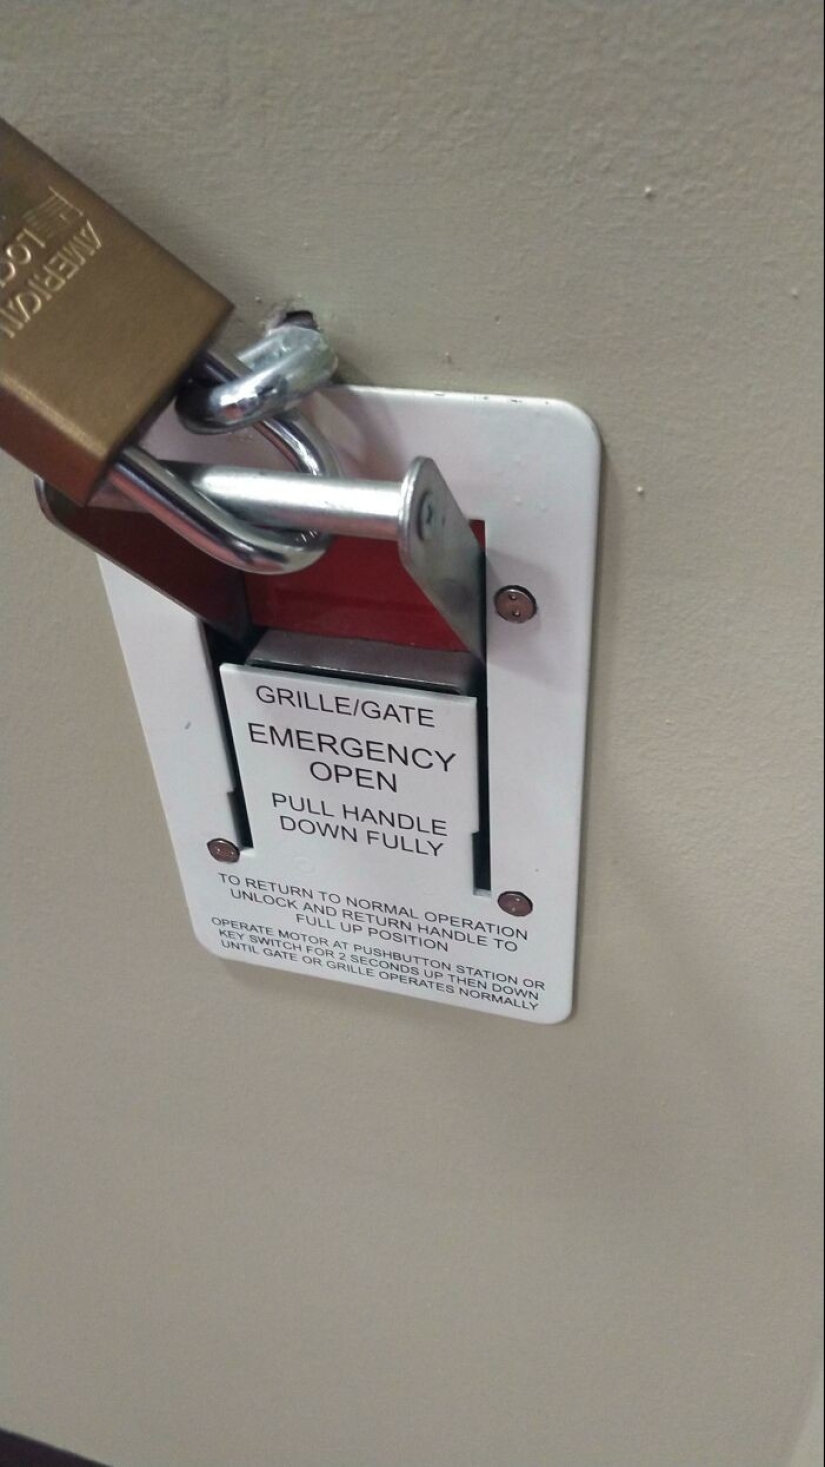 AMERICAN
LOCK
GRILLE/GATE
EMERGENCY
OPEN
PULL HANDLE
DOWN FULLY
TO RETURN TO NORMAL OPERATION
UNLOCK AND RETURN HANDLE TO
FULL UP POSITION
OPERATE MOTOR AT PUSHBUTTON STATION OR
KEY SWITCH FOR 2 SECONDS UP THEN DOWN
UNTIL GATE OR GRILLE OPERATES NORMALLY